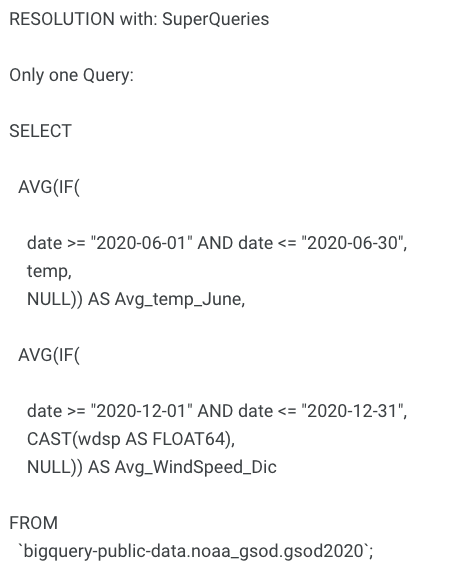 RESOLUTION with: SuperQueries
Only one Query:
SELECT
AVG(IF(
date >= "2020-06-01" AND date <= "2020-06-30",
temp,
NULL)) AS Avg_temp_June,
AVG(IF(
date >= "2020-12-01" AND date <= "2020-12-31",
CAST(wdsp AS FLOAT64),
NULL)) AS Avg_WindSpeed_Dic
FROM
`bigquery-public-data.noaa_gsod.gsod2020`;